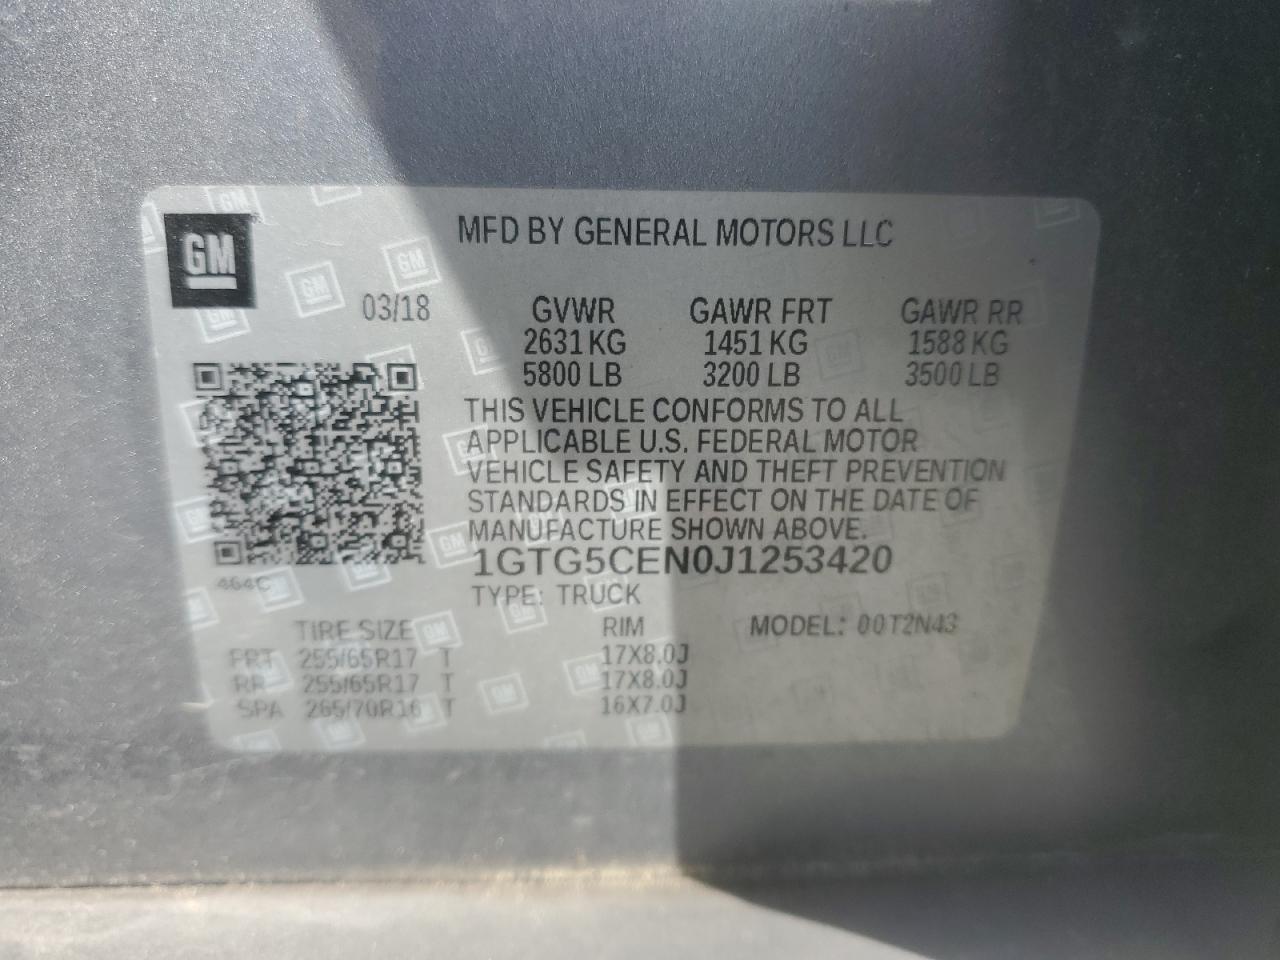 GM
MFD BY GENERAL MOTORS LLC
03/18
GVWR GAWR FRT GAWR RR
2631 KG 1451 KG 1588 KG
5800 LB 3200 LB 3500 LB
THIS VEHICLE CONFORMS TO ALL
APPLICABLE U.S. FEDERAL MOTOR
VEHICLE SAFETY AND THEFT PREVENTION
STANDARDS IN EFFECT ON THE DATE OF
MANUFACTURE SHOWN ABOVE.
1GTG5CEN0J1253420
464C
TYPE: TRUCK
TIRE SIZE RIM MODEL: 00T2N43
FRT 255/65R17 T 17X8.0J
RR 255/65R17 T 17X8.0J
SPA 265/70R16 T 16X7.0J